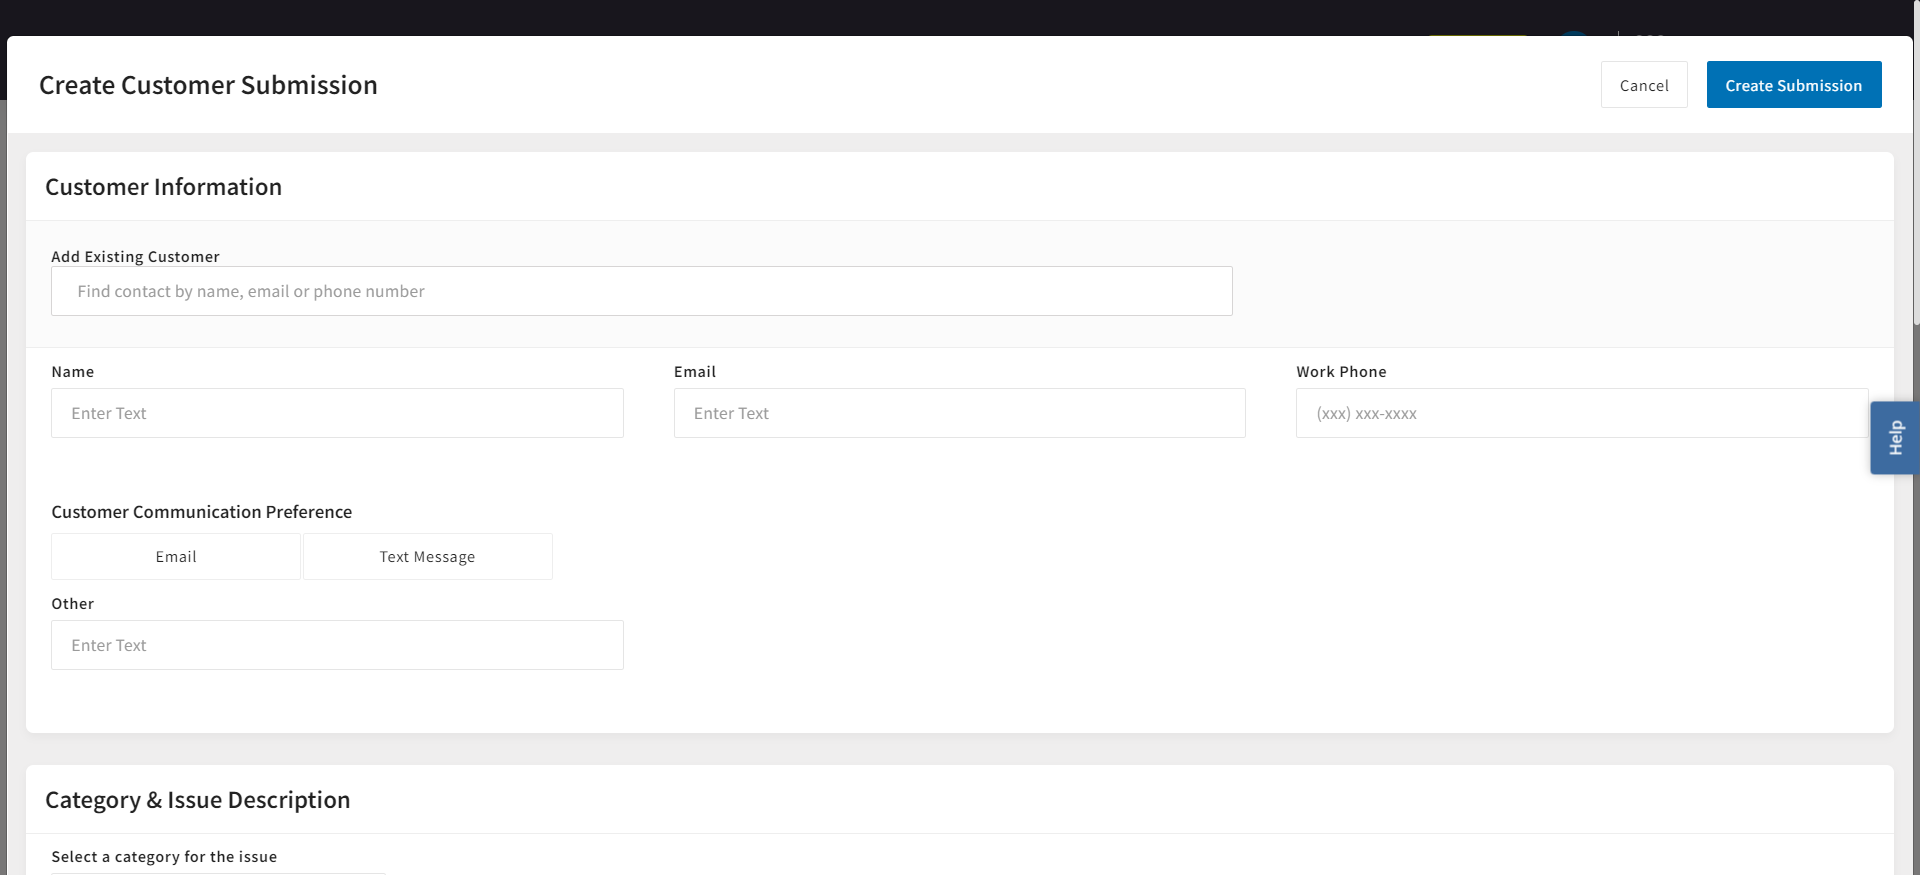 Create Customer Submission
Cancel
Create Submission
Customer Information
Add Existing Customer
Find contact by name, email or phone number
Name
Email
Work Phone
Enter Text
Enter Text
(xxx) xxx-xxxx
Help
Customer Communication Preference
Email
Text Message
Other
Enter Text
Category & Issue Description
Select a category for the issue